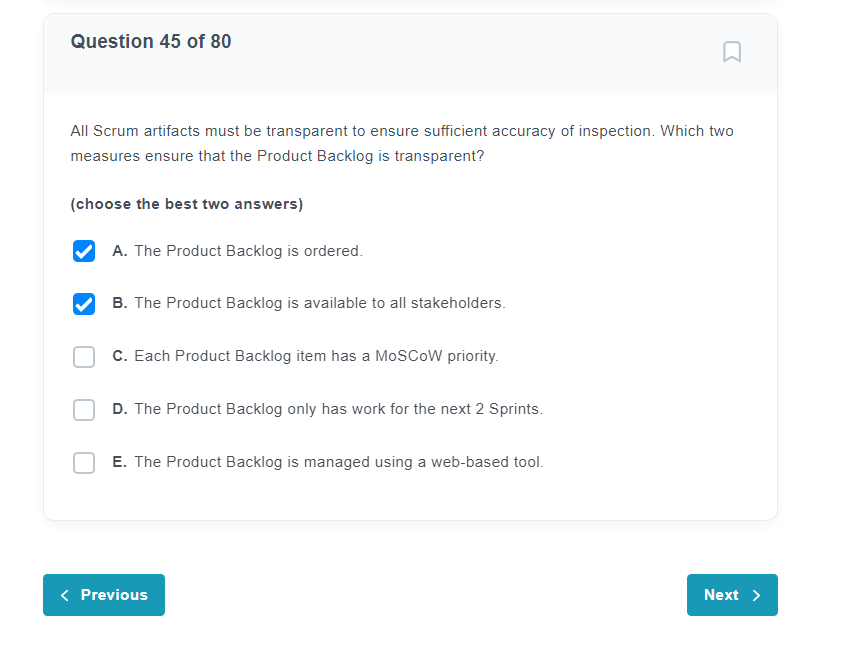 Question 45 of 80
All Scrum artifacts must be transparent to ensure sufficient accuracy of inspection. Which two
measures ensure that the Product Backlog is transparent?
(choose the best two answers)
A. The Product Backlog is ordered.
B. The Product Backlog is available to all stakeholders.
C. Each Product Backlog item has a MoSCoW priority.
D. The Product Backlog only has work for the next 2 Sprints.
E. The Product Backlog is managed using a web-based tool.
Previous
Next